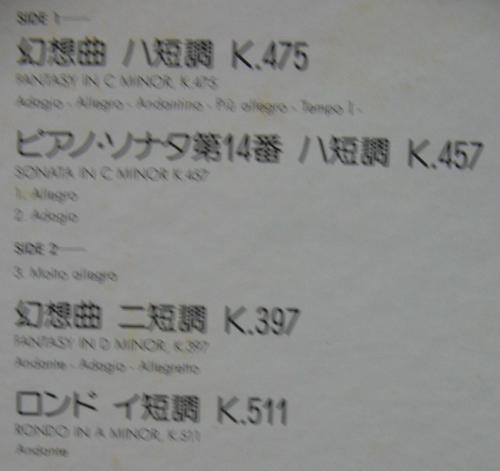 SIDE 1
幻想曲 ハ短調 K.475
FANTASY IN C MINOR, K.475
Adagio - Allegro - Andantino - Più allegro - Tempo I -
ピアノ・ソナタ第14番 ハ短調 K.457
SONATA IN C MINOR K.457
1. Allegro
2. Adagio
SIDE 2
3. Molto allegro
幻想曲 ニ短調 K.397
FANTASY IN D MINOR, K.397
Andante - Adagio - Allegretto
ロンド イ短調 K.511
RONDO IN A MINOR, K.511
Andante